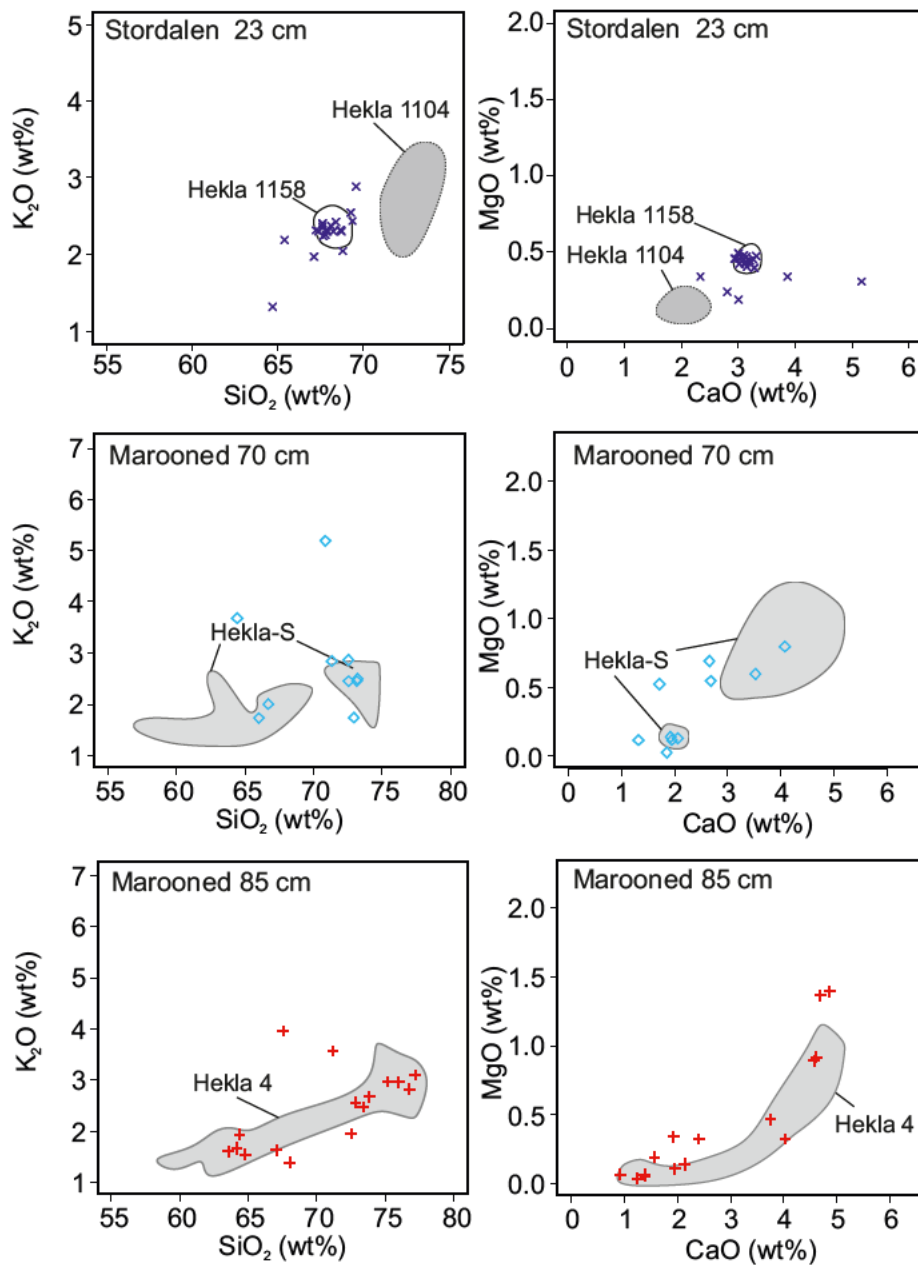 Stordalen 23 cm
5
4
3
2
1
K₂O (wt%)
Hekla 1104
Hekla 1158
55 60 65 70 75
SiO₂ (wt%)
Stordalen 23 cm
2.0
1.5
1.0
0.5
0.0
MgO (wt%)
Hekla 1158
Hekla 1104
0 1 2 3 4 5 6
CaO (wt%)
Marooned 70 cm
7
6
5
4
3
2
1
K₂O (wt%)
Hekla-S
55 60 65 70 75 80
SiO₂ (wt%)
Marooned 70 cm
2.0
1.5
1.0
0.5
0.0
MgO (wt%)
Hekla-S
0 1 2 3 4 5 6
CaO (wt%)
Marooned 85 cm
7
6
5
4
3
2
1
K₂O (wt%)
Hekla 4
55 60 65 70 75 80
SiO₂ (wt%)
Marooned 85 cm
2.0
1.5
1.0
0.5
0.0
MgO (wt%)
Hekla 4
0 1 2 3 4 5 6
CaO (wt%)